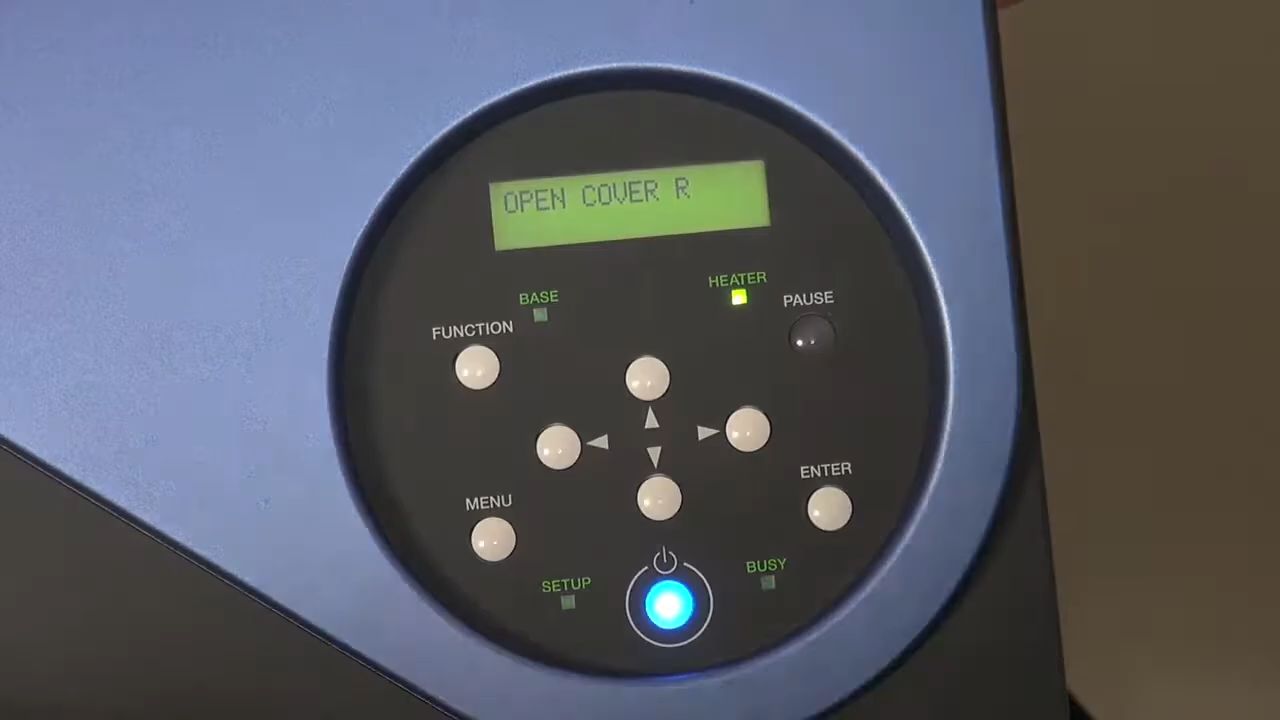 OPEN COVER R
HEATER
BASE
PAUSE
FUNCTION
ENTER
MENU
BUSY
SETUP